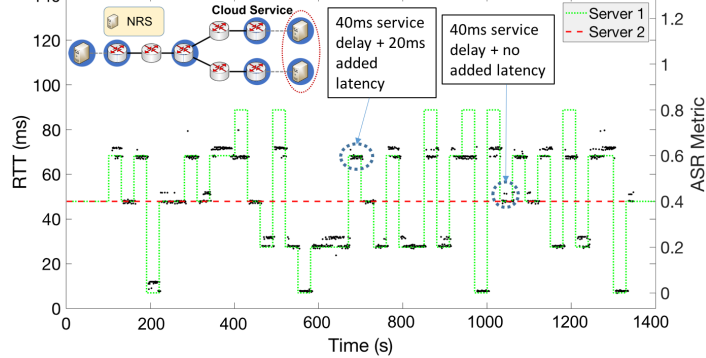 Cloud Service
NRS
40ms service
delay + 20ms
added
latency
40ms service
delay + no
added latency
Server 1
Server 2
RTT (ms)
140
120
100
80
60
40
20
0
ASR Metric
1.2
1
0.8
0.6
0.4
0.2
0
0
200
400
600
800
1000
1200
1400
Time (s)